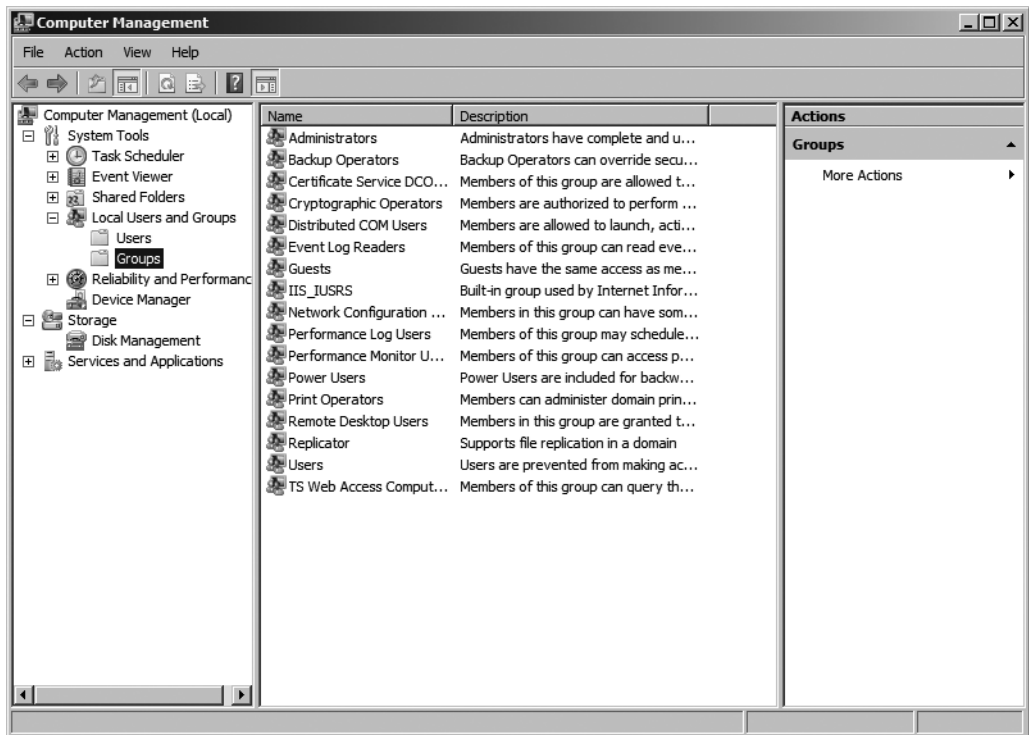 Computer Management
File Action View Help
Computer Management (Local)
System Tools
Task Scheduler
Event Viewer
Shared Folders
Local Users and Groups
Users
Groups
Reliability and Performanc
Device Manager
Storage
Disk Management
Services and Applications
Name Description
Administrators Administrators have complete and u...
Backup Operators Backup Operators can override secu...
Certificate Service DCO... Members of this group are allowed t...
Cryptographic Operators Members are authorized to perform ...
Distributed COM Users Members are allowed to launch, acti...
Event Log Readers Members of this group can read eve...
Guests Guests have the same access as me...
IIS_IUSRS Built-in group used by Internet Infor...
Network Configuration ... Members in this group can have som...
Performance Log Users Members of this group may schedule...
Performance Monitor U... Members of this group can access p...
Power Users Power Users are included for backw...
Print Operators Members can administer domain prin...
Remote Desktop Users Members in this group are granted t...
Replicator Supports file replication in a domain
Users Users are prevented from making ac...
TS Web Access Comput... Members of this group can query th...
Actions
Groups
More Actions